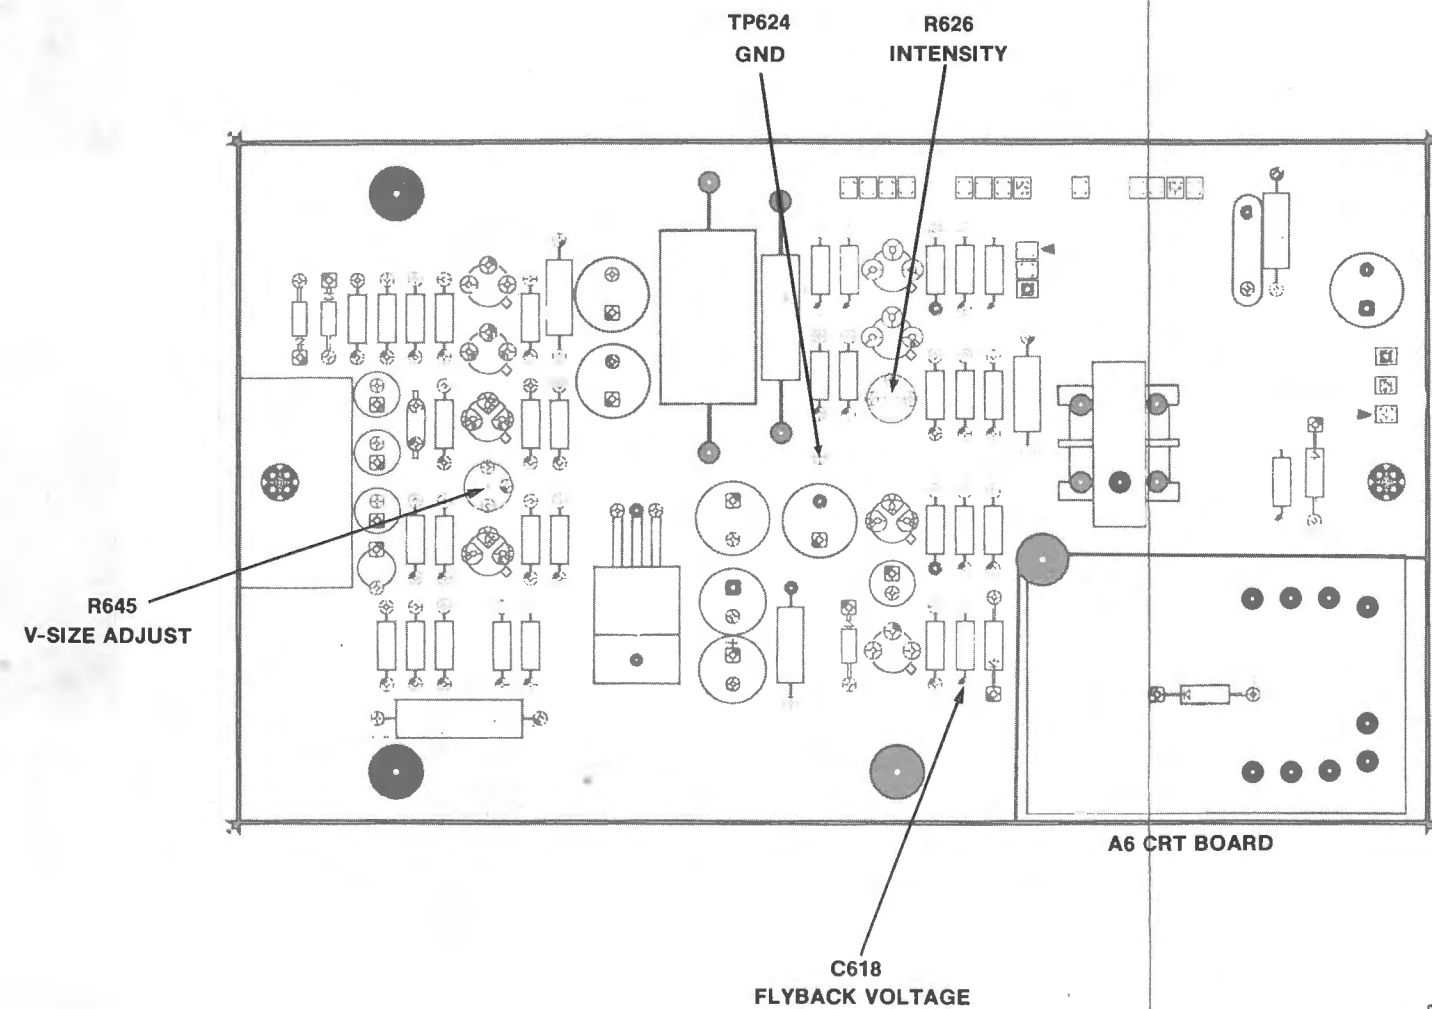 TP624
GND
R626
INTENSITY
R645
V-SIZE ADJUST
A6 CRT BOARD
C618
FLYBACK VOLTAGE